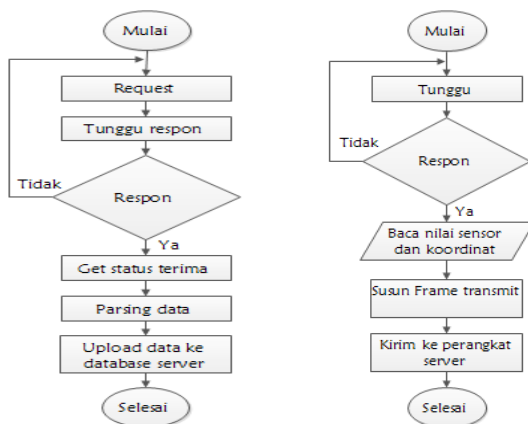 Mulai
Request
Tunggu respon
Tidak
Respon
Ya
Get status terima
Parsing data
Upload data ke
database server
Selesai
Mulai
Tunggu
Tidak
Respon
Ya
Baca nilai sensor
dan koordinat
Susun Frame transmit
Kirim ke perangkat
server
Selesai